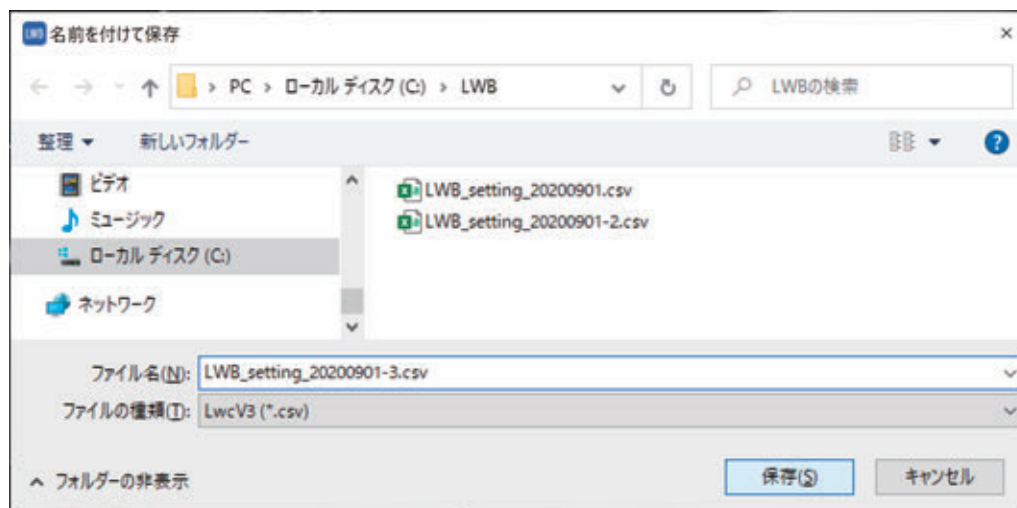 LWB 名前を付けて保存
PC › ローカル ディスク (C:) › LWB
LWBの検索
整理 新しいフォルダー
ビデオ
ミュージック
ローカル ディスク (C:)
ネットワーク
LWB_setting_20200901.csv
LWB_setting_20200901-2.csv
ファイル名(N): LWB_setting_20200901-3.csv
ファイルの種類(T): LwcV3 (*.csv)
フォルダーの非表示
保存(S) キャンセル